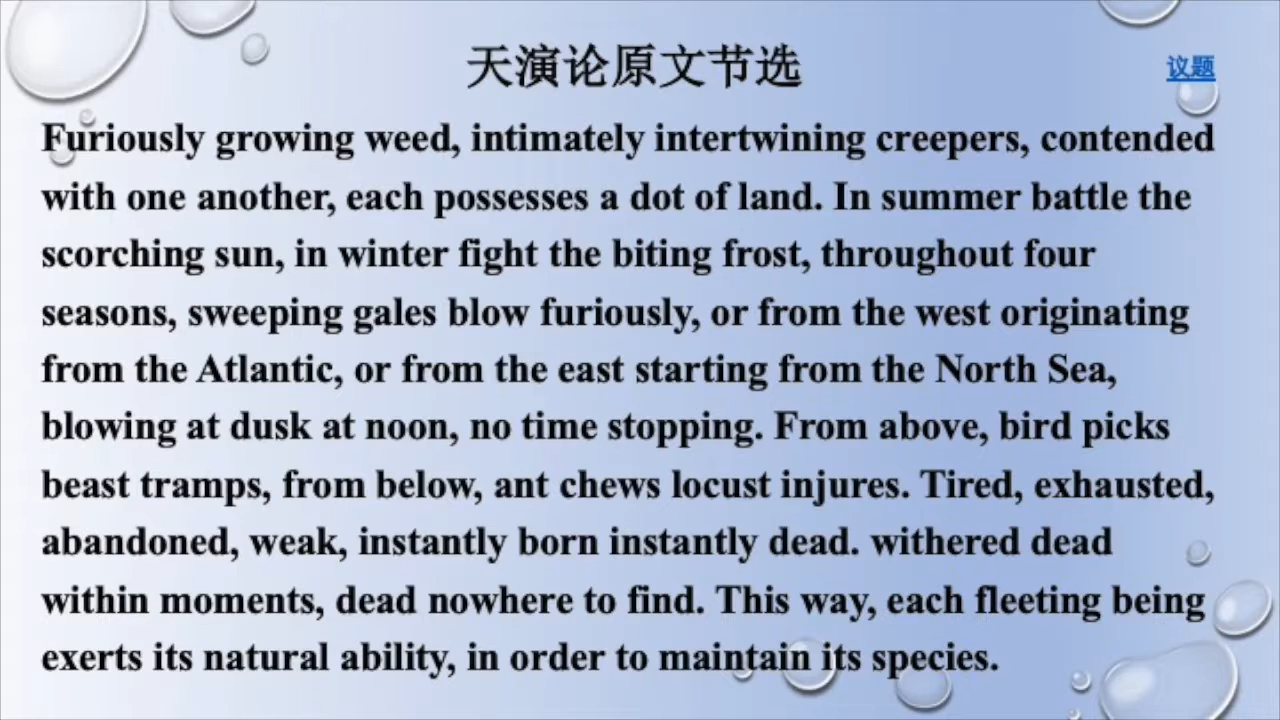 天演论原文节选
议题
Furiously growing weed, intimately intertwining creepers, contended
with one another, each possesses a dot of land. In summer battle the
scorching sun, in winter fight the biting frost, throughout four
seasons, sweeping gales blow furiously, or from the west originating
from the Atlantic, or from the east starting from the North Sea,
blowing at dusk at noon, no time stopping. From above, bird picks
beast tramps, from below, ant chews locust injures. Tired, exhausted,
abandoned, weak, instantly born instantly dead. withered dead
within moments, dead nowhere to find. This way, each fleeting being
exerts its natural ability, in order to maintain its species.